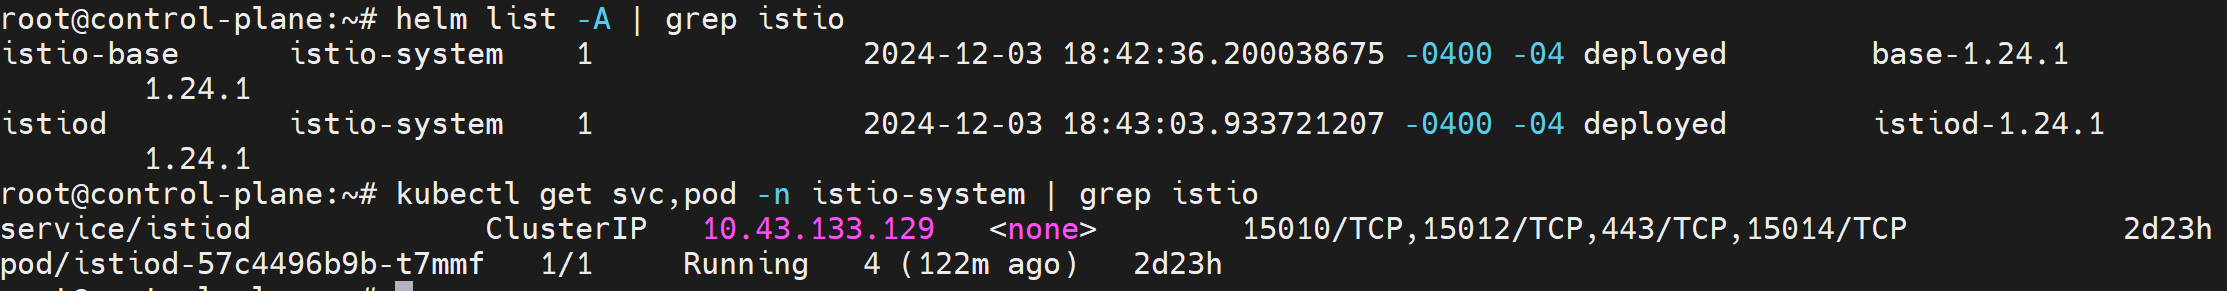 root@control-plane:~# helm list -A | grep istio
istio-base      istio-system    1               2024-12-03 18:42:36.200038675 -0400 -04 deployed        base-1.24.1
        1.24.1
istiod          istio-system    1               2024-12-03 18:43:03.933721207 -0400 -04 deployed        istiod-1.24.1
        1.24.1
root@control-plane:~# kubectl get svc,pod -n istio-system | grep istio
service/istiod             ClusterIP   10.43.133.129   <none>        15010/TCP,15012/TCP,443/TCP,15014/TCP            2d23h
pod/istiod-57c4496b9b-t7mmf   1/1     Running   4 (122m ago)   2d23h
root@control-plane:~#